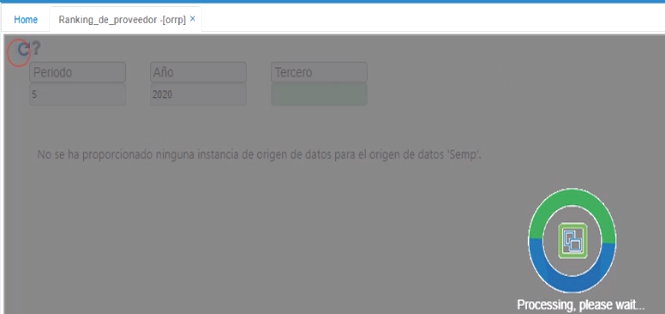 Home
Ranking_de_proveedor -[orrp] ×
?
Periodo Año Tercero
5 2020
No se ha proporcionado ninguna instancia de origen de datos para el origen de datos 'Semp'.
Processing, please wait...